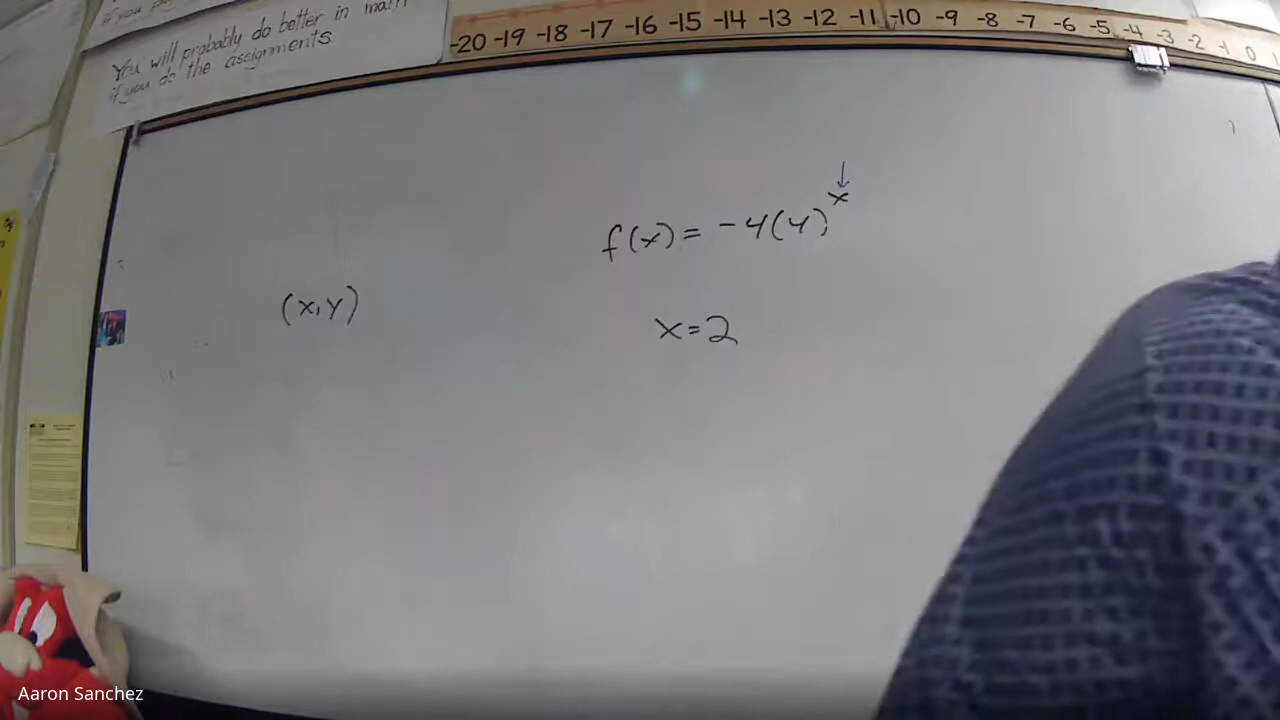 if you
You will probably do better in math
if you do the assignments
-20 -19 -18 -17 -16 -15 -14 -13 -12 -11 -10 -9 -8 -7 -6 -5 -4 -3 -2 -1 0
f(x) = -4(4)^x
(x,y)
x=2
Aaron Sanchez